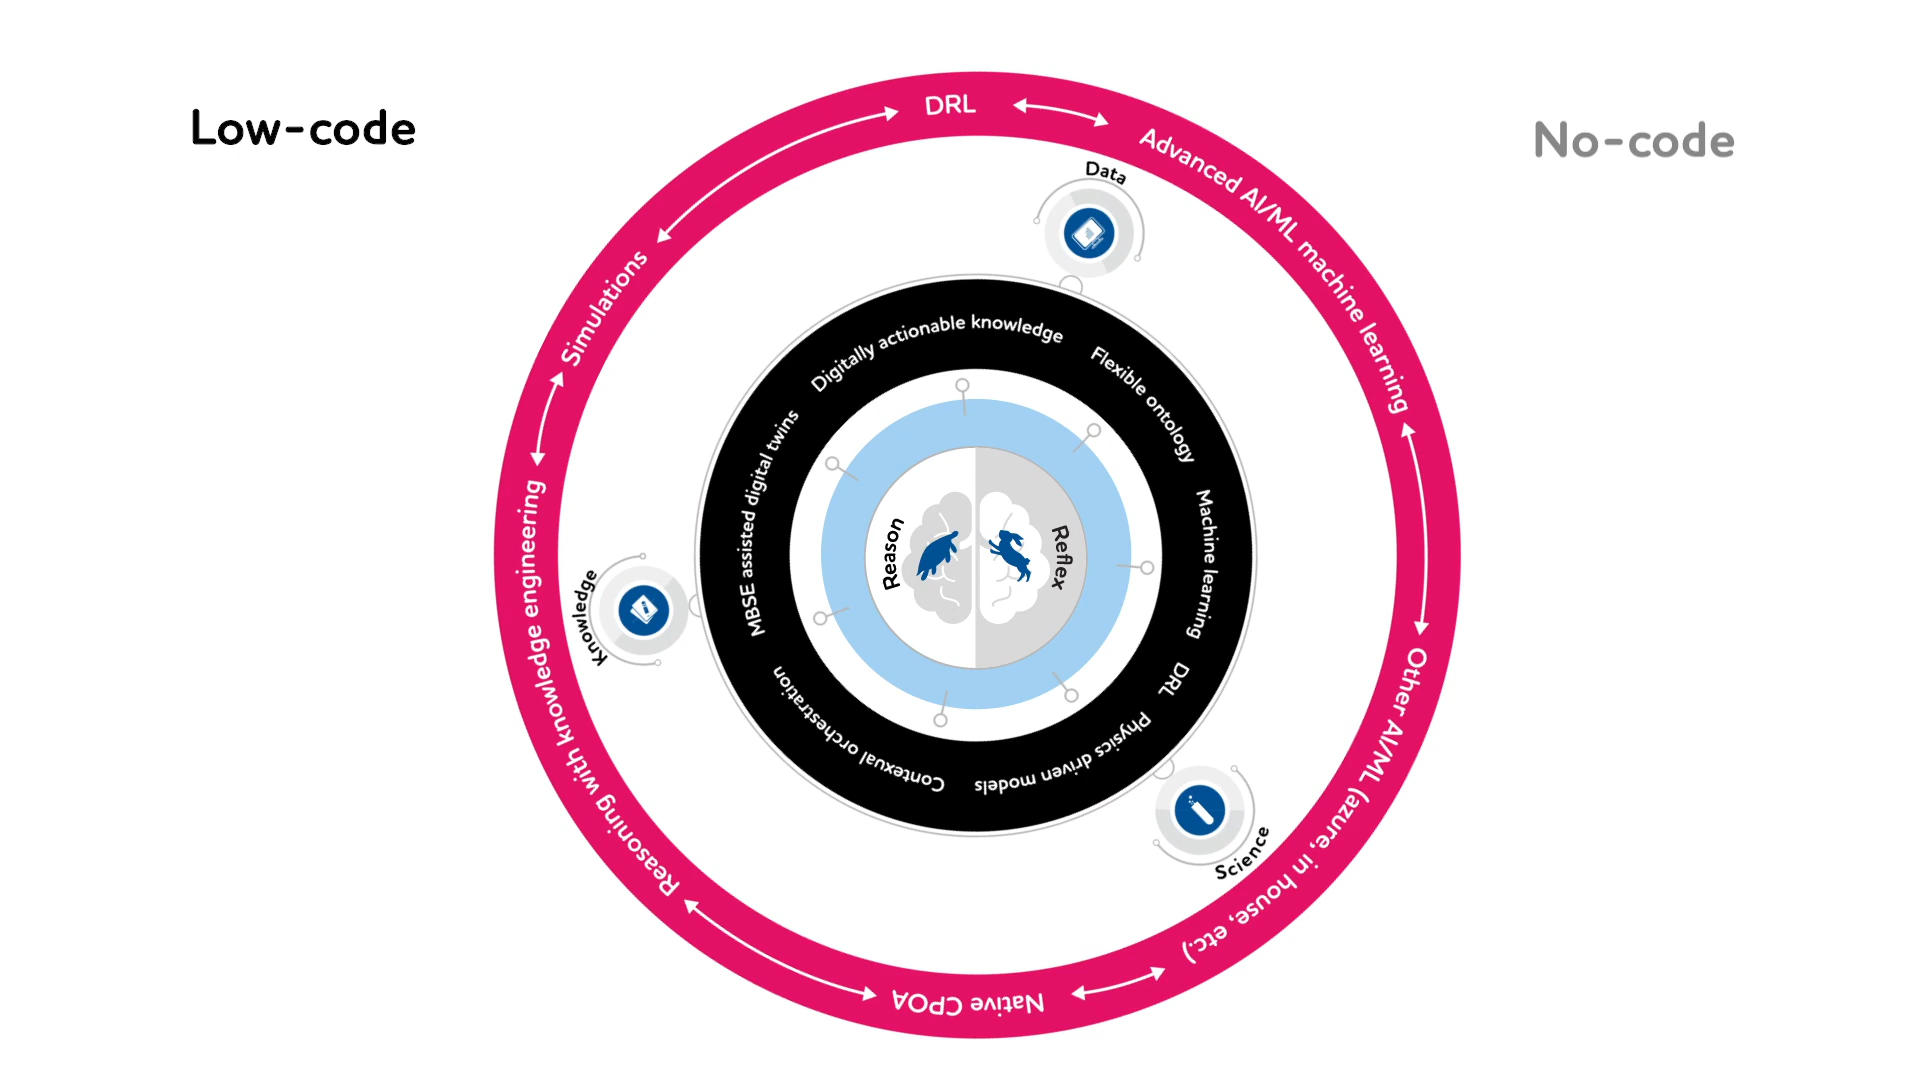 Low-code
No-code
DRL
Advanced AI/ML machine learning
Other AI/ML (azure, in house, etc.)
Native CPOA
Reasoning with knowledge engineering
Simulations
Data
Science
Knowledge
Digitally actionable knowledge
Flexible ontology
Machine learning
DRL
Physics driven models
Contexual orchestration
MBSE assisted digital twins
Reason
Reflex